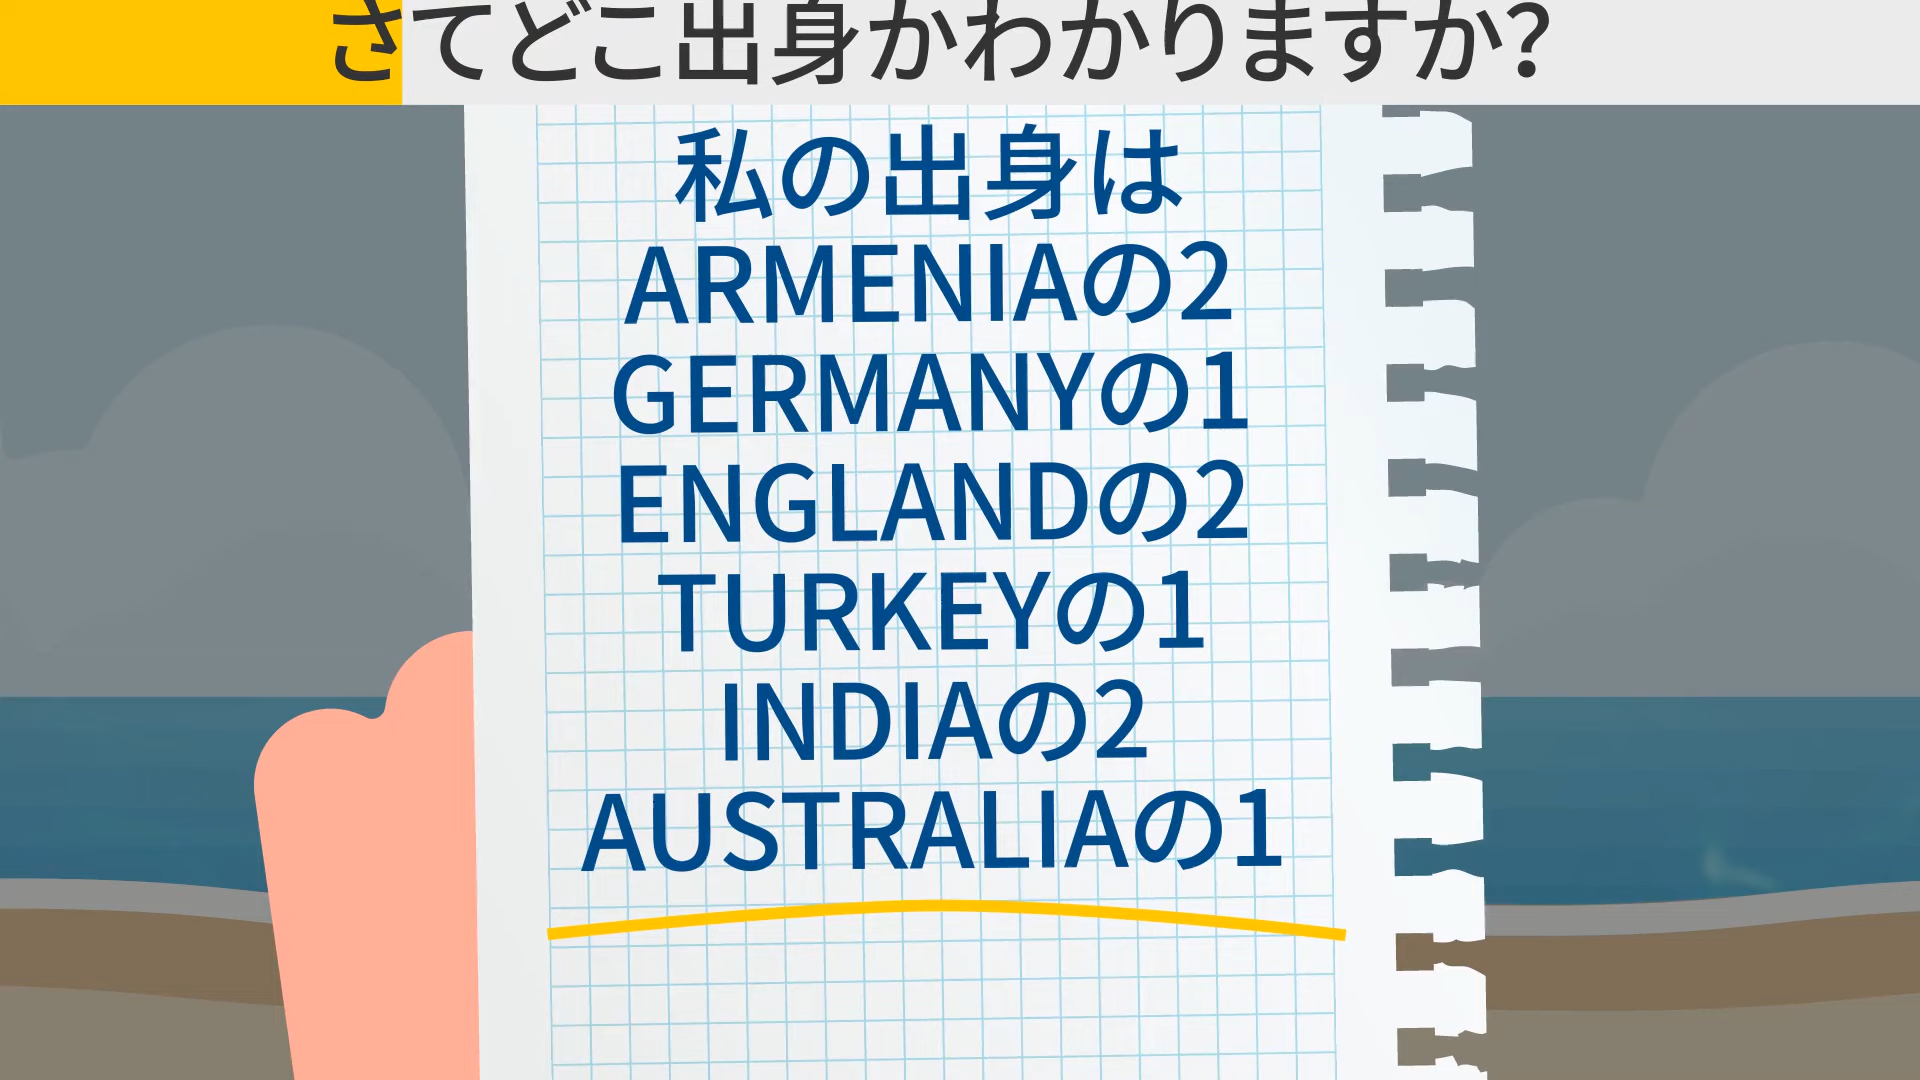 さてどこ出身かわかりますか?
私の出身は
ARMENIAの2
GERMANYの1
ENGLANDの2
TURKEYの1
INDIAの2
AUSTRALIAの1